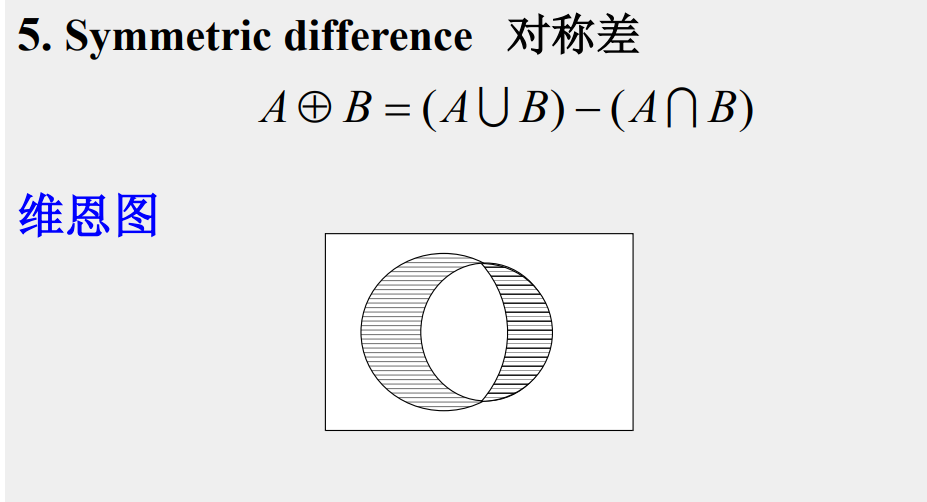 5. Symmetric difference 对称差
A ⊕ B = (A ⋃ B) − (A ⋂ B)
维恩图